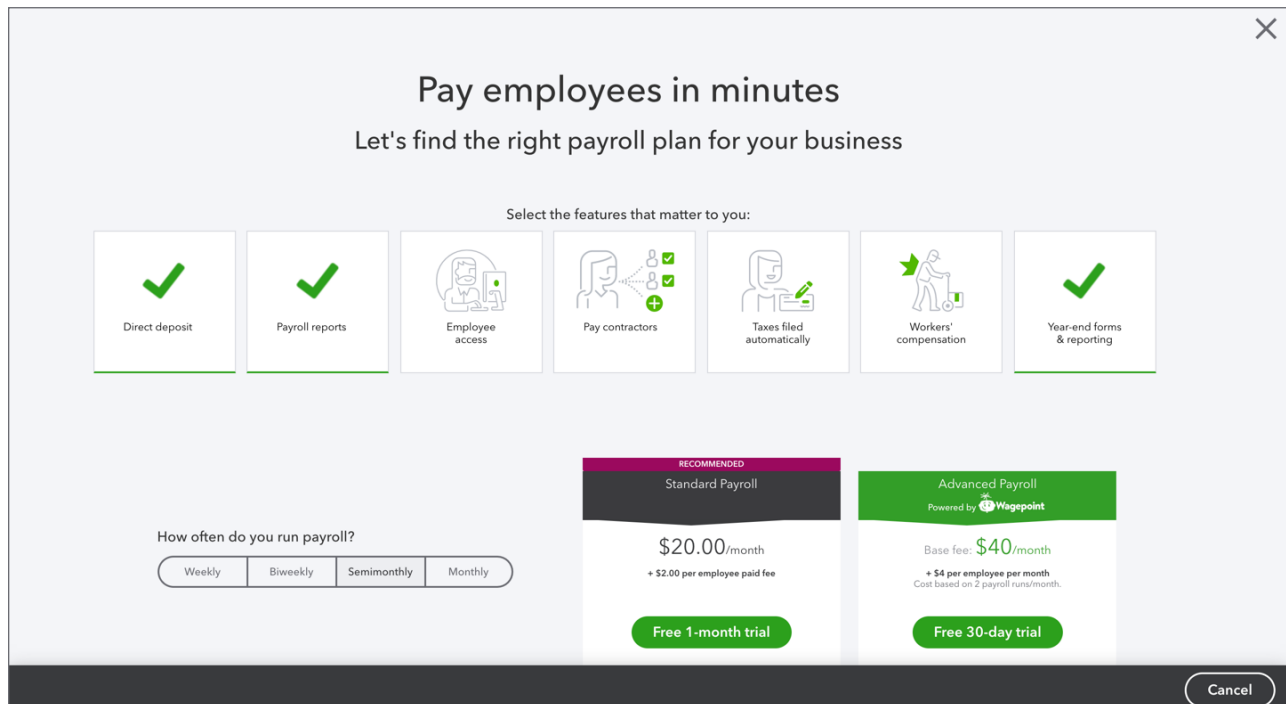 Pay employees in minutes
Let's find the right payroll plan for your business
Select the features that matter to you:
Direct deposit
Payroll reports
Employee
access
Pay contractors
Taxes filed
automatically
Workers'
compensation
Year-end forms
& reporting
How often do you run payroll?
Weekly
Biweekly
Semimonthly
Monthly
RECOMMENDED
Standard Payroll
$20.00/month
+ $2.00 per employee paid fee
Free 1-month trial
Advanced Payroll
Powered by Wagepoint
Base fee: $40/month
+ $4 per employee per month
Cost based on 2 payroll runs/month.
Free 30-day trial
Cancel